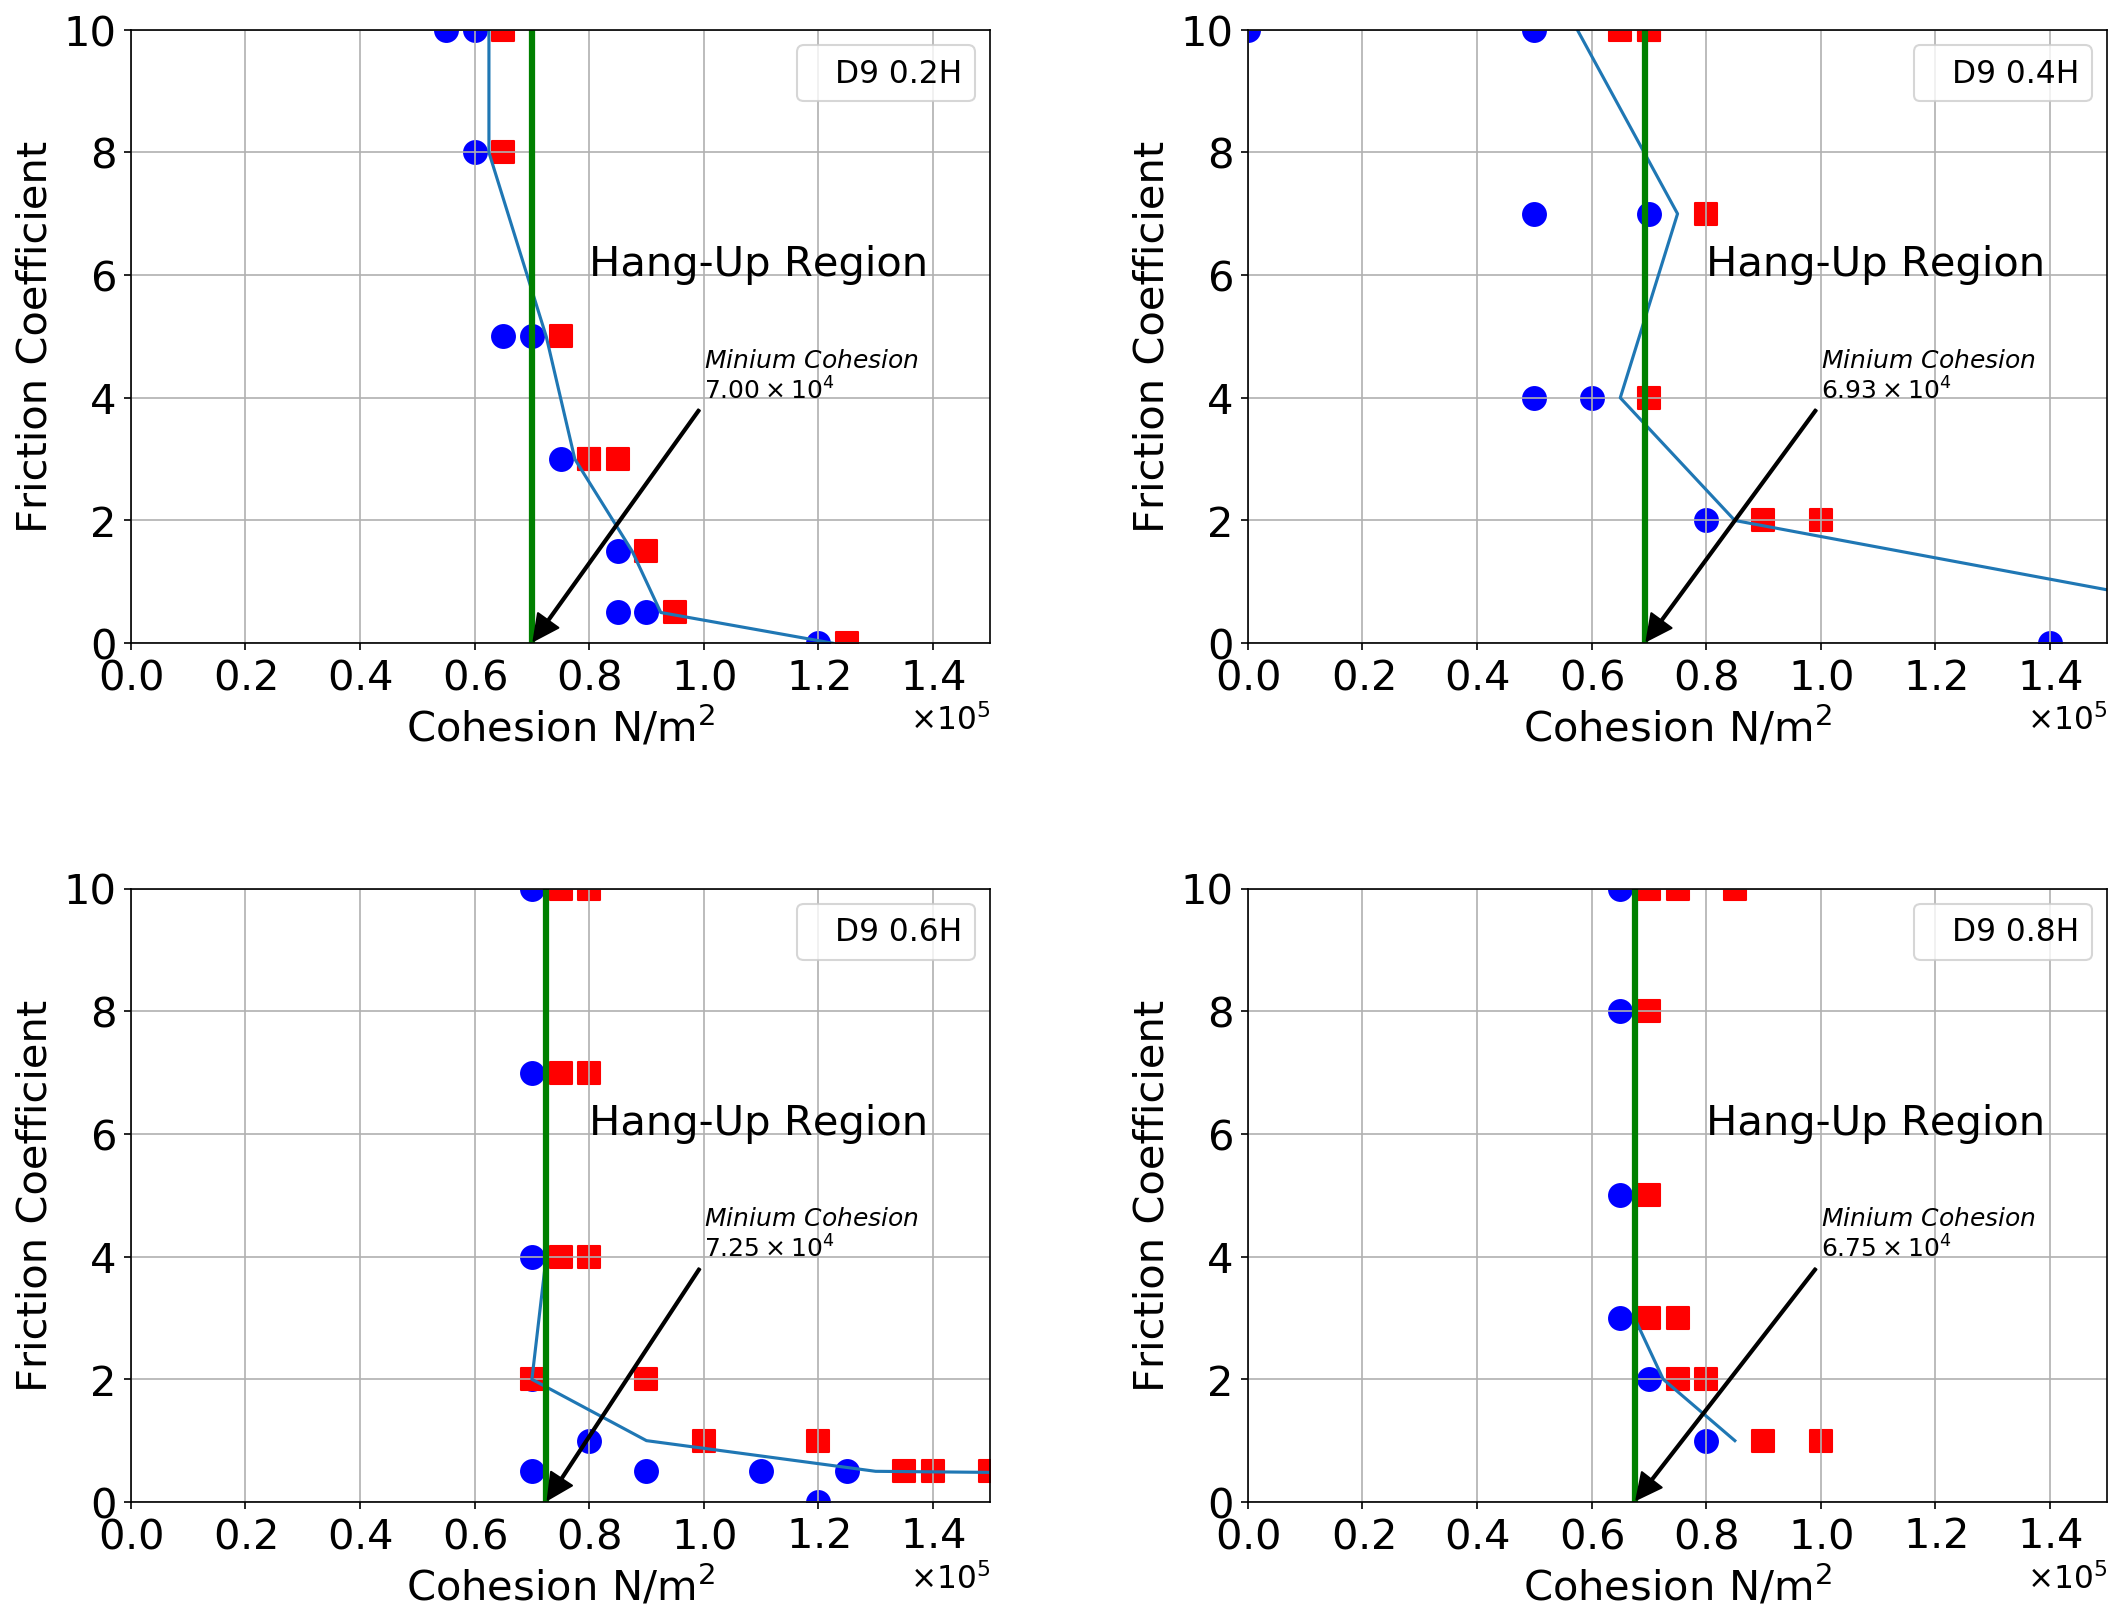 D9 0.2H
Friction Coefficient
10
8
6
4
2
0
Hang-Up Region
Minium Cohesion
7.00 × 10⁴
0.0 0.2 0.4 0.6 0.8 1.0 1.2 1.4
×10⁵
Cohesion N/m²
D9 0.4H
Friction Coefficient
10
8
6
4
2
0
Hang-Up Region
Minium Cohesion
6.93 × 10⁴
0.0 0.2 0.4 0.6 0.8 1.0 1.2 1.4
×10⁵
Cohesion N/m²
D9 0.6H
Friction Coefficient
10
8
6
4
2
0
Hang-Up Region
Minium Cohesion
7.25 × 10⁴
0.0 0.2 0.4 0.6 0.8 1.0 1.2 1.4
×10⁵
Cohesion N/m²
D9 0.8H
Friction Coefficient
10
8
6
4
2
0
Hang-Up Region
Minium Cohesion
6.75 × 10⁴
0.0 0.2 0.4 0.6 0.8 1.0 1.2 1.4
×10⁵
Cohesion N/m²